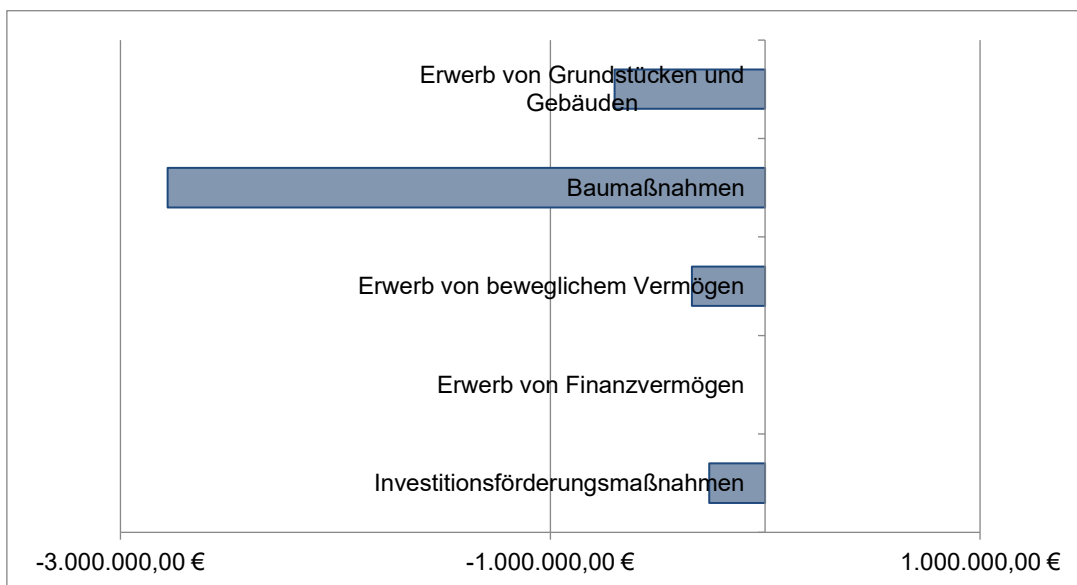 Erwerb von Grundstücken und
Gebäuden
Baumaßnahmen
Erwerb von beweglichem Vermögen
Erwerb von Finanzvermögen
Investitionsförderungsmaßnahmen
-3.000.000,00 € -1.000.000,00 € 1.000.000,00 €